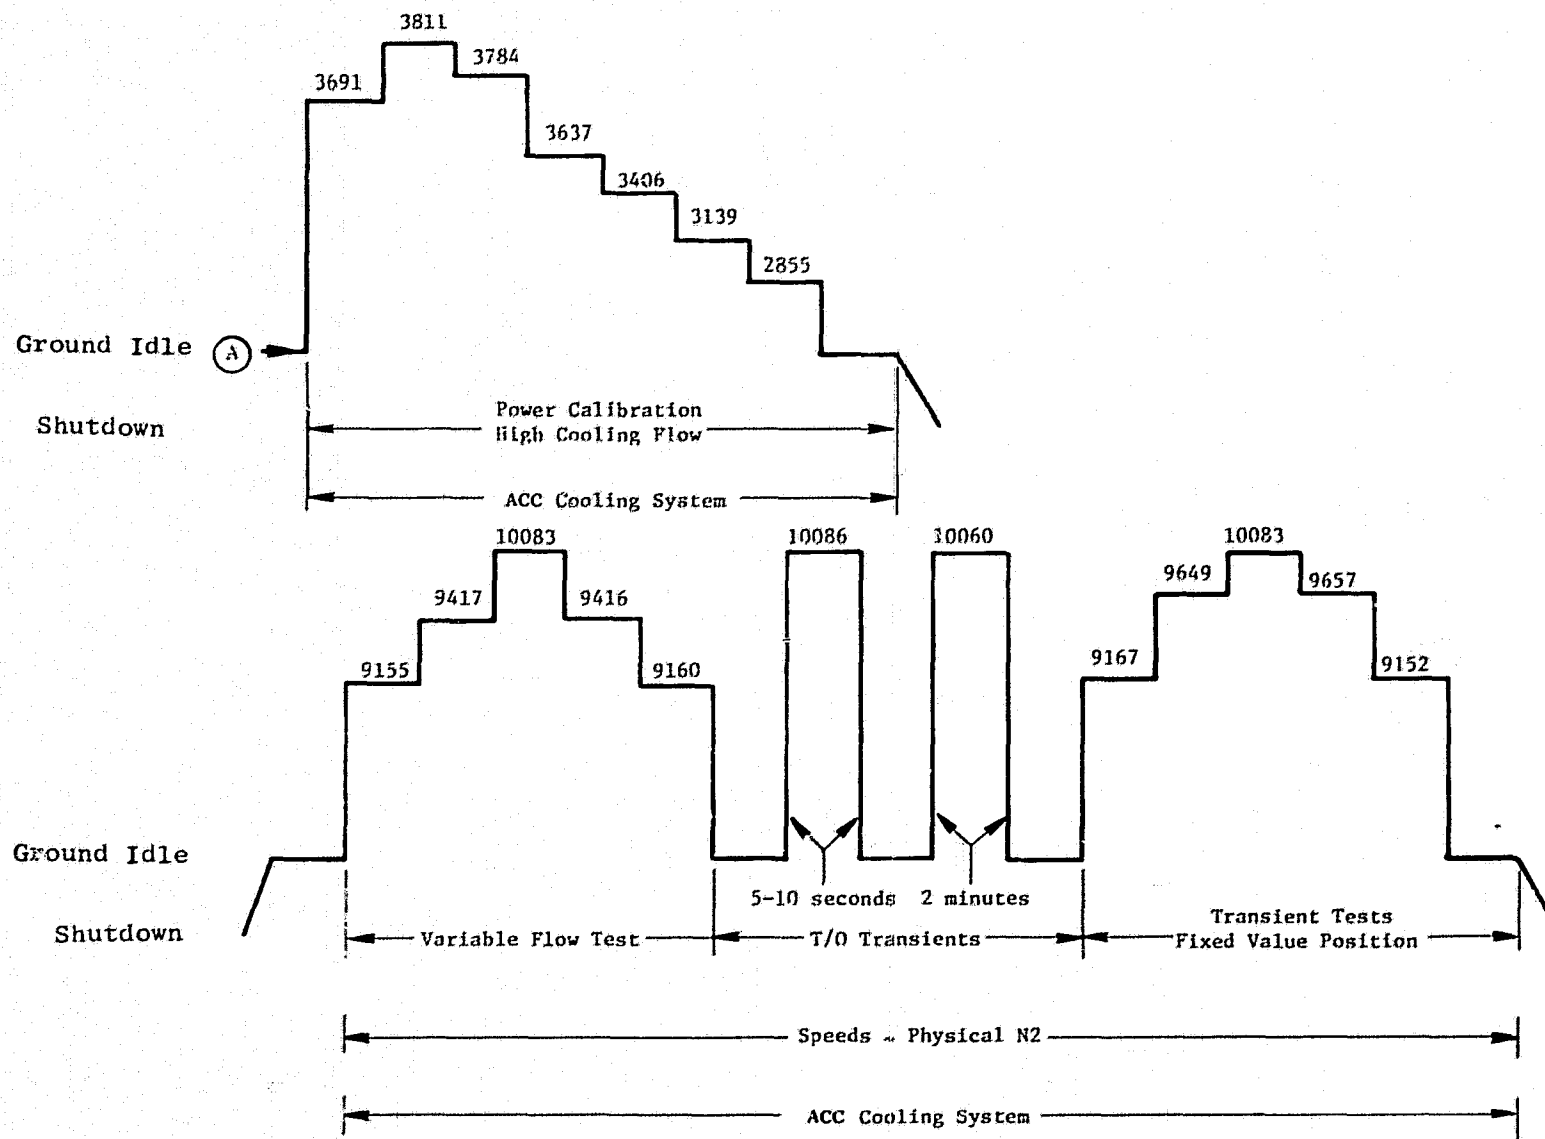 3811
3784
3691
3637
3406
3139
2855
Ground Idle A
Shutdown
Power Calibration
High Cooling Flow
ACC Cooling System
10083
10086
10060
10083
9649
9657
9417
9416
9155
9160
9167
9152
Ground Idle
5-10 seconds 2 minutes
Shutdown
Variable Flow Test
T/O Transients
Transient Tests
Fixed Value Position
Speeds ~ Physical N2
ACC Cooling System